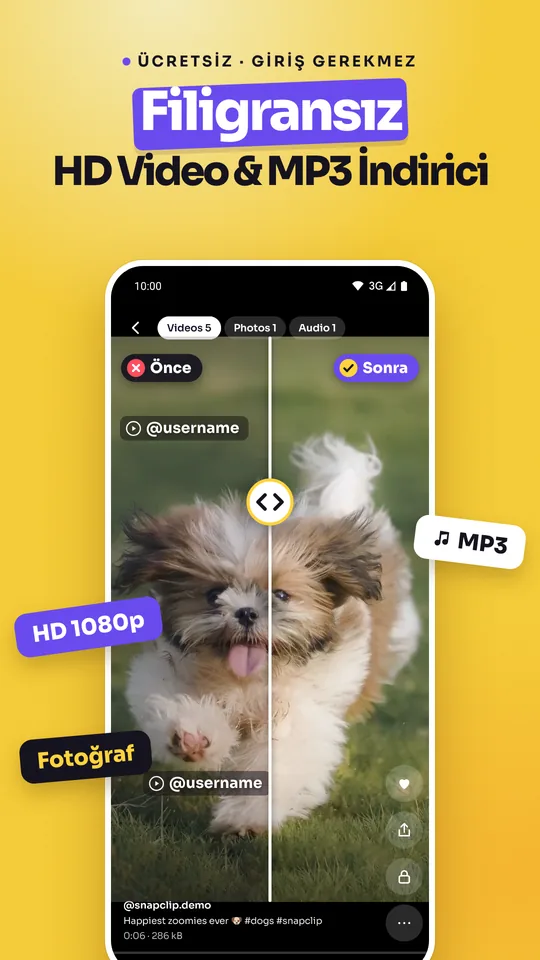 ÜCRETSİZ · GİRİŞ GEREKMEZ
Filigransız
HD Video & MP3 İndirici
10:00
3G
Videos 5
Photos 1
Audio 1
Önce
Sonra
@username
MP3
HD 1080p
Fotoğraf
@username
@snapclip.demo
Happiest zoomies ever 🐶 #dogs #snapclip
0:06 · 286 kB